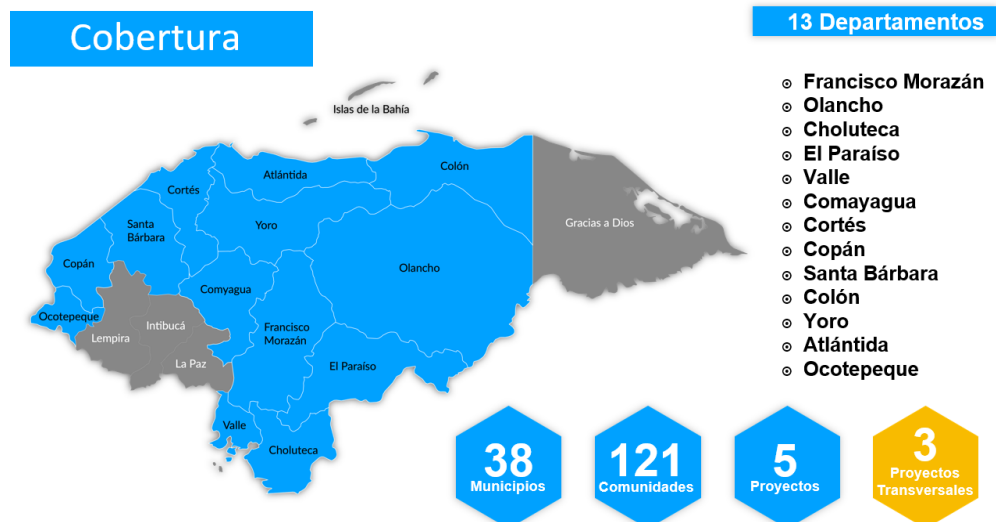 Cobertura
13 Departamentos
Francisco Morazán
Olancho
Choluteca
El Paraíso
Valle
Comayagua
Cortés
Copán
Santa Bárbara
Colón
Yoro
Atlántida
Ocotepeque
Islas de la Bahía
Colón
Atlántida
Cortés
Gracias a Dios
Santa
Bárbara
Yoro
Copán
Olancho
Comyagua
Ocotepeque
Intibucá
Francisco
Morazán
Lempira
La Paz
El Paraíso
Valle
Choluteca
38
Municipios
121
Comunidades
5
Proyectos
3
Proyectos
Transversales